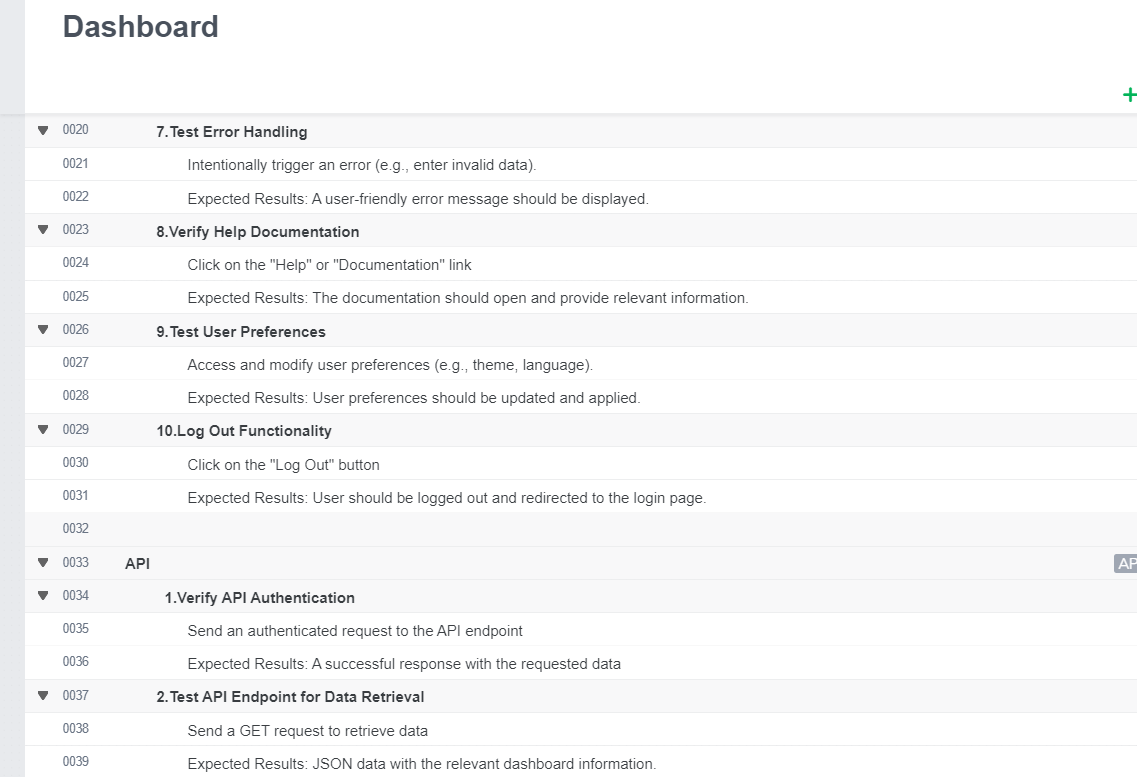 Dashboard
+
0020 7.Test Error Handling
0021 Intentionally trigger an error (e.g., enter invalid data).
0022 Expected Results: A user-friendly error message should be displayed.
0023 8.Verify Help Documentation
0024 Click on the "Help" or "Documentation" link
0025 Expected Results: The documentation should open and provide relevant information.
0026 9.Test User Preferences
0027 Access and modify user preferences (e.g., theme, language).
0028 Expected Results: User preferences should be updated and applied.
0029 10.Log Out Functionality
0030 Click on the "Log Out" button
0031 Expected Results: User should be logged out and redirected to the login page.
0032
0033 API AP
0034 1.Verify API Authentication
0035 Send an authenticated request to the API endpoint
0036 Expected Results: A successful response with the requested data
0037 2.Test API Endpoint for Data Retrieval
0038 Send a GET request to retrieve data
0039 Expected Results: JSON data with the relevant dashboard information.